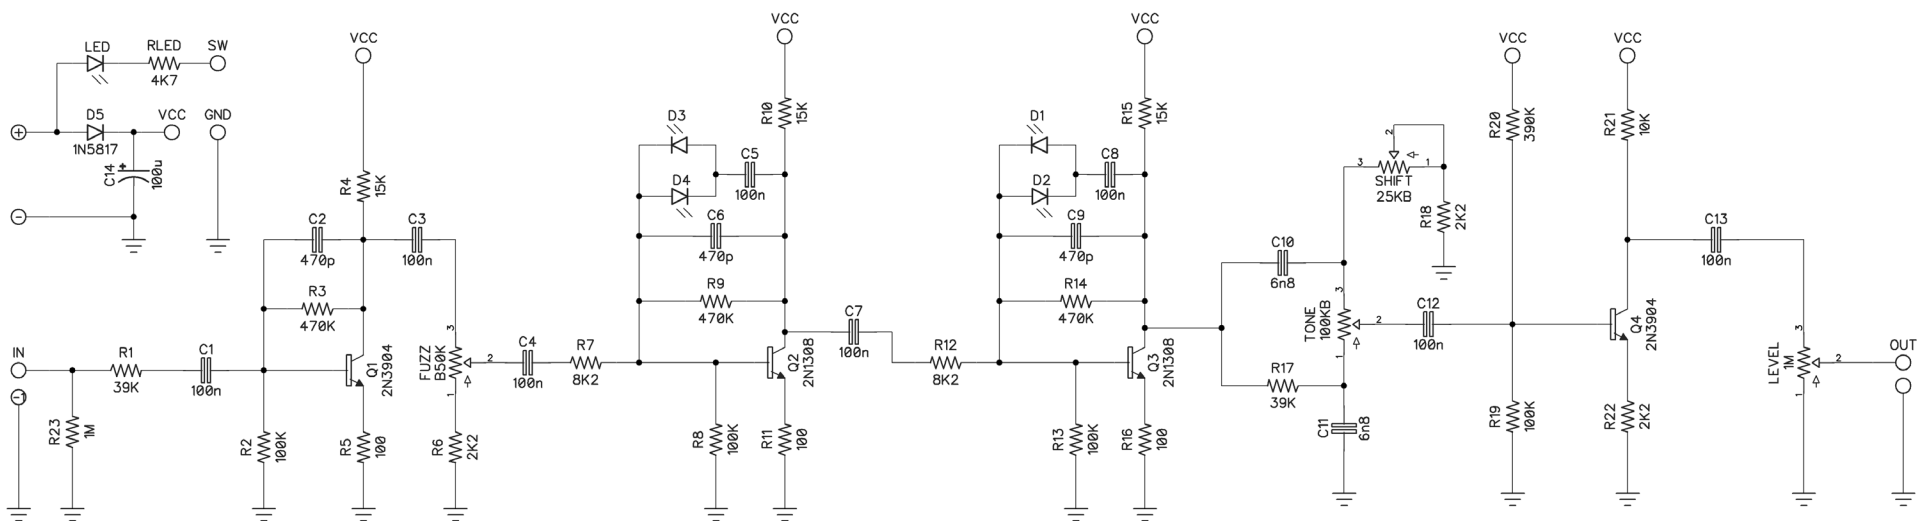 LED
RLED
4K7
SW
+
D5
1N5817
VCC
GND
C14
+
100u
-
IN
-1
R23
1M
R1
39K
C1
100n
R2
100K
VCC
R4
15K
C2
470p
R3
470K
C3
100n
Q1
2N3904
R5
100
FUZZ
B50K
3
2
1
R6
2K2
C4
100n
R7
8K2
D3
D4
C5
100n
C6
470p
R9
470K
VCC
R10
15K
R8
100K
Q2
2N1308
R11
100
C7
100n
R12
8K2
D1
D2
C8
100n
C9
470p
R14
470K
VCC
R15
15K
R13
100K
Q3
2N1308
R16
100
C10
6n8
R17
39K
C11
6n8
TONE
100KB
3
2
1
SHIFT
25KB
3
2
1
R18
2K2
C12
100n
VCC
R20
390K
R19
100K
VCC
R21
10K
Q4
2N3904
R22
2K2
C13
100n
LEVEL
1M
3
2
1
OUT